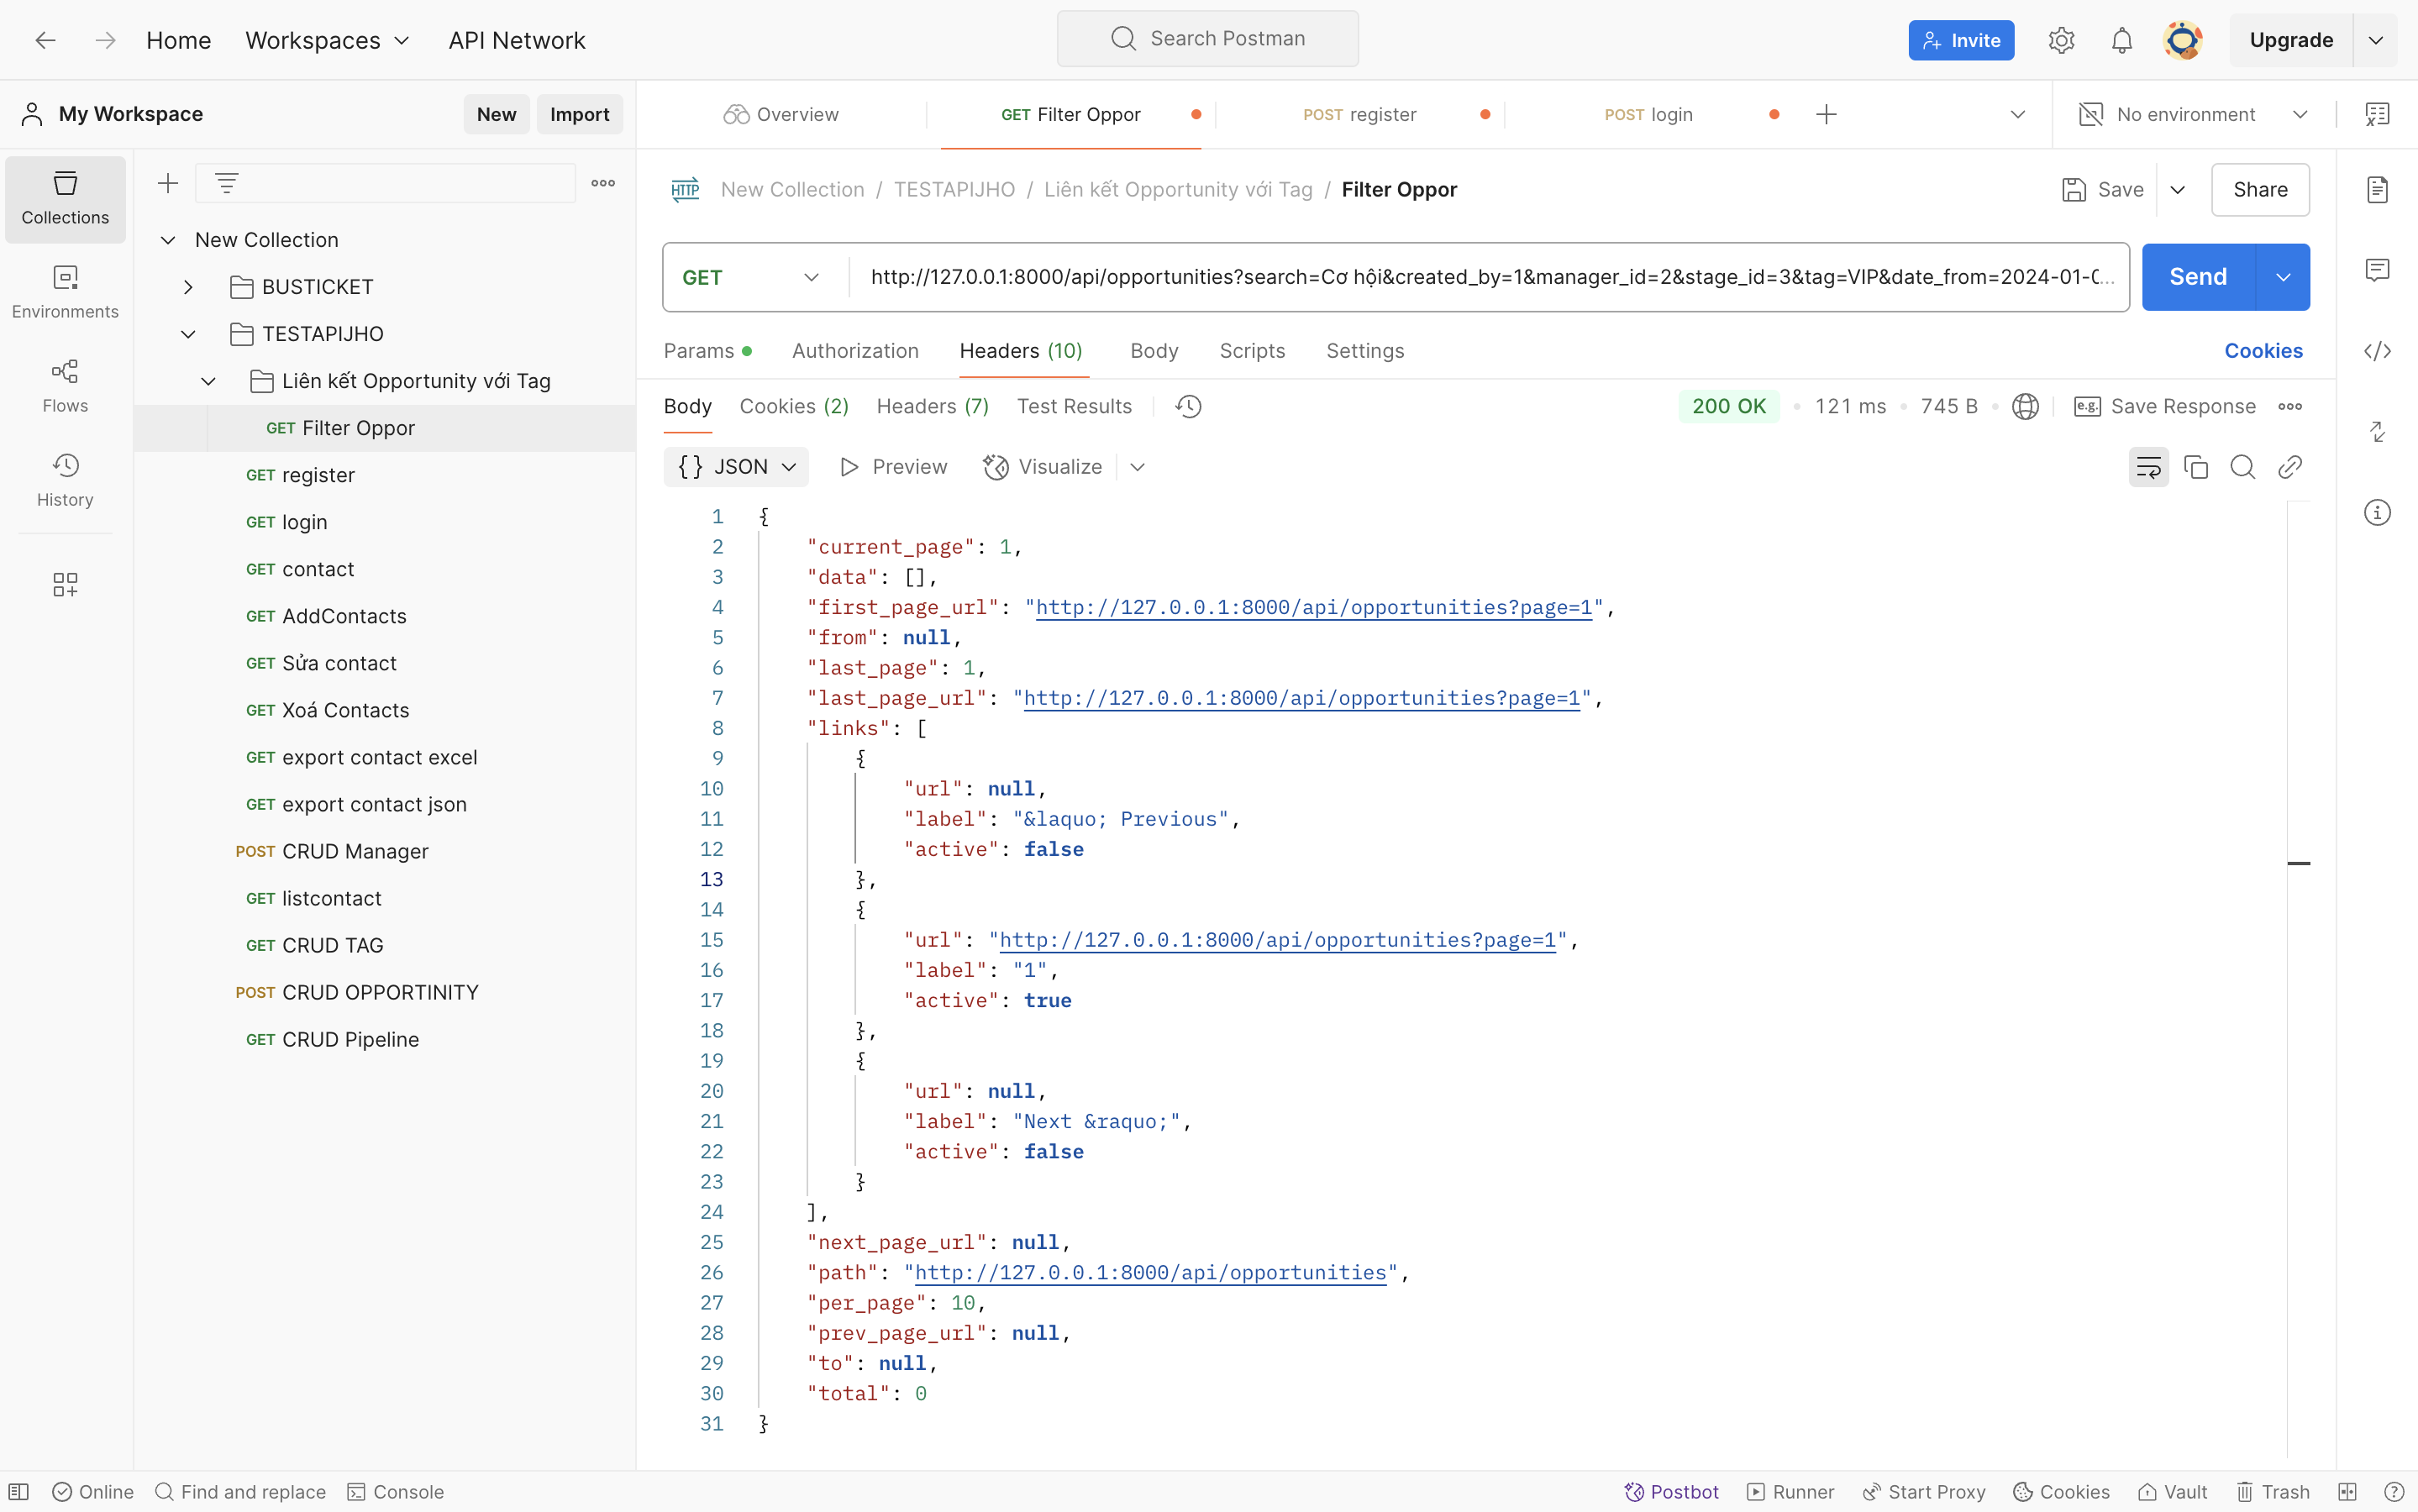 Home Workspaces API Network Search Postman Invite Upgrade
My Workspace New Import
Overview GET Filter Oppor POST register POST login No environment
Collections
Environments
Flows
History
New Collection
BUSTICKET
TESTAPIJHO
Liên kết Opportunity với Tag
GET Filter Oppor
GET register
GET login
GET contact
GET AddContacts
GET Sửa contact
GET Xoá Contacts
GET export contact excel
GET export contact json
POST CRUD Manager
GET listcontact
GET CRUD TAG
POST CRUD OPPORTINITY
GET CRUD Pipeline
HTTP New Collection / TESTAPIJHO / Liên kết Opportunity với Tag / Filter Oppor Save Share
GET http://127.0.0.1:8000/api/opportunities?search=Cơ hội&created_by=1&manager_id=2&stage_id=3&tag=VIP&date_from=2024-01-0... Send
Params Authorization Headers (10) Body Scripts Settings Cookies
Body Cookies (2) Headers (7) Test Results 200 OK 121 ms 745 B e.g. Save Response
{} JSON Preview Visualize
1 {
2 "current_page": 1,
3 "data": [],
4 "first_page_url": "http://127.0.0.1:8000/api/opportunities?page=1",
5 "from": null,
6 "last_page": 1,
7 "last_page_url": "http://127.0.0.1:8000/api/opportunities?page=1",
8 "links": [
9 {
10 "url": null,
11 "label": "&laquo; Previous",
12 "active": false
13 },
14 {
15 "url": "http://127.0.0.1:8000/api/opportunities?page=1",
16 "label": "1",
17 "active": true
18 },
19 {
20 "url": null,
21 "label": "Next &raquo;",
22 "active": false
23 }
24 ],
25 "next_page_url": null,
26 "path": "http://127.0.0.1:8000/api/opportunities",
27 "per_page": 10,
28 "prev_page_url": null,
29 "to": null,
30 "total": 0
31 }
Online Find and replace Console Postbot Runner Start Proxy Cookies Vault Trash